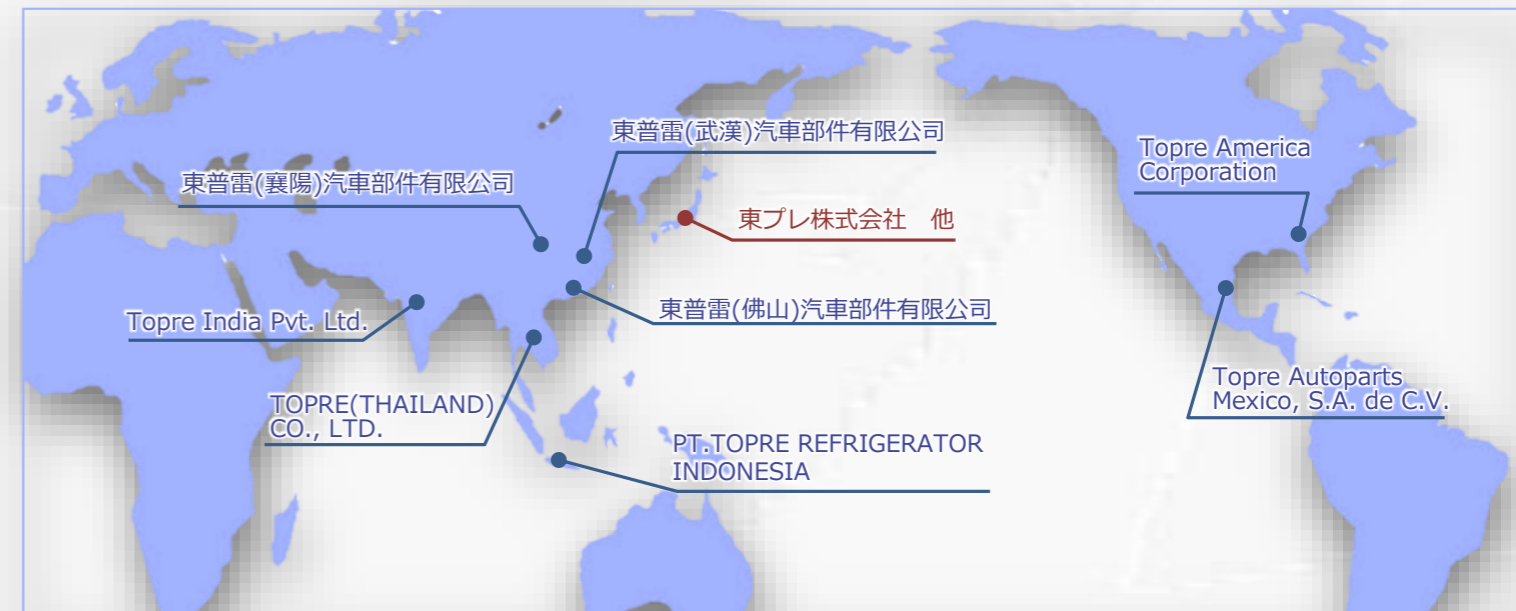 東普雷(武漢)汽車部件有限公司
Topre America
Corporation
東普雷(襄陽)汽車部件有限公司
東プレ株式会社　他
東普雷(佛山)汽車部件有限公司
Topre India Pvt. Ltd.
Topre Autoparts
Mexico, S.A. de C.V.
TOPRE(THAILAND)
CO., LTD.
PT.TOPRE REFRIGERATOR
INDONESIA